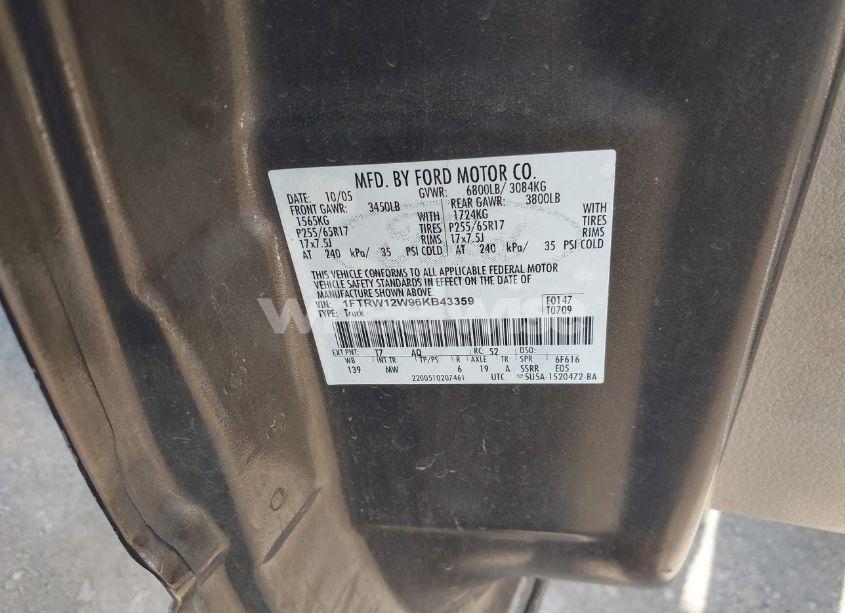 MFD. BY FORD MOTOR CO.
DATE: 10/05 GVWR: 6800LB/ 3084KG
FRONT GAWR: 3450LB REAR GAWR: 3800LB
1565KG WITH 1724KG WITH
P255/65R17 TIRES P255/65R17 TIRES
17x7.5J RIMS 17x7.5J RIMS
AT 240 kPa/ 35 PSI COLD AT 240 kPa/ 35 PSI COLD
THIS VEHICLE CONFORMS TO ALL APPLICABLE FEDERAL MOTOR
VEHICLE SAFETY STANDARDS IN EFFECT ON THE DATE OF
MANUFACTURE SHOWN ABOVE.
VIN: 1FTRW12W96KB43359 F0147
TYPE: Truck T0709
EXT PNT: T7 AQ RC: 52 DSO:
WB INT TR TP/PS R AXLE TR SPR 6F616
139 MW 6 19 A SSRR E05
2200510207461 UTC 5U5A-1520472-BA